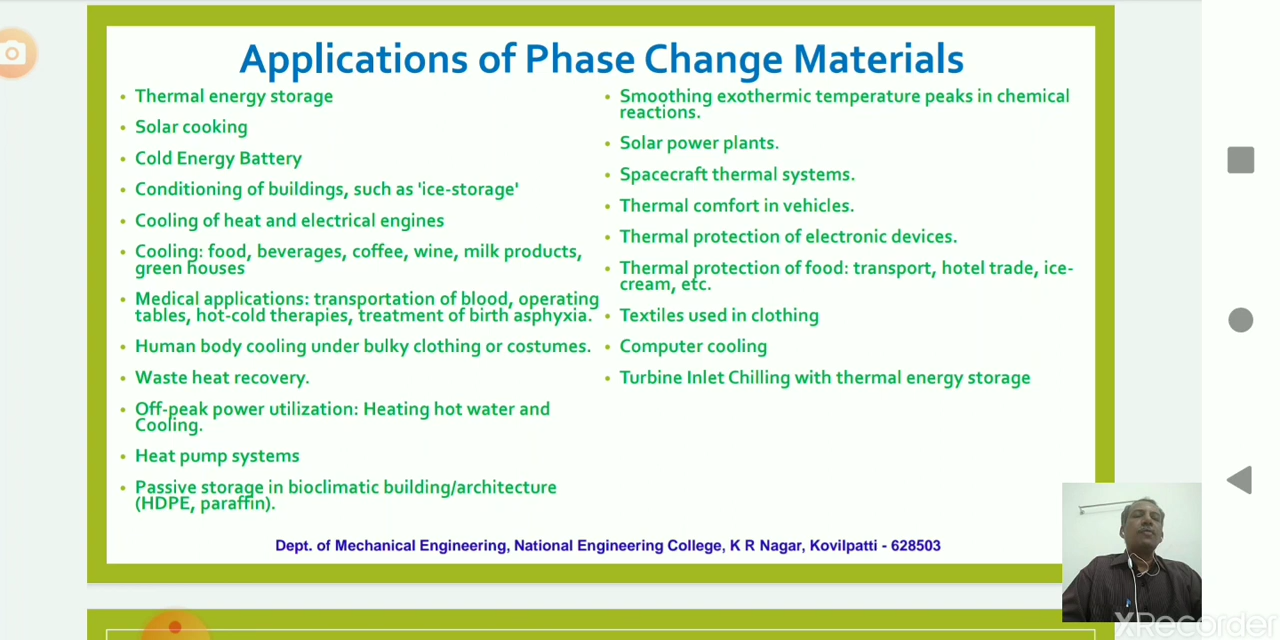 Applications of Phase Change Materials
• Thermal energy storage
• Solar cooking
• Cold Energy Battery
• Conditioning of buildings, such as 'ice-storage'
• Cooling of heat and electrical engines
• Cooling: food, beverages, coffee, wine, milk products,
green houses
• Medical applications: transportation of blood, operating
tables, hot-cold therapies, treatment of birth asphyxia.
• Human body cooling under bulky clothing or costumes.
• Waste heat recovery.
• Off-peak power utilization: Heating hot water and
Cooling.
• Heat pump systems
• Passive storage in bioclimatic building/architecture
(HDPE, paraffin).
• Smoothing exothermic temperature peaks in chemical
reactions.
• Solar power plants.
• Spacecraft thermal systems.
• Thermal comfort in vehicles.
• Thermal protection of electronic devices.
• Thermal protection of food: transport, hotel trade, ice-
cream, etc.
• Textiles used in clothing
• Computer cooling
• Turbine Inlet Chilling with thermal energy storage
Dept. of Mechanical Engineering, National Engineering College, K R Nagar, Kovilpatti - 628503
XRecorder